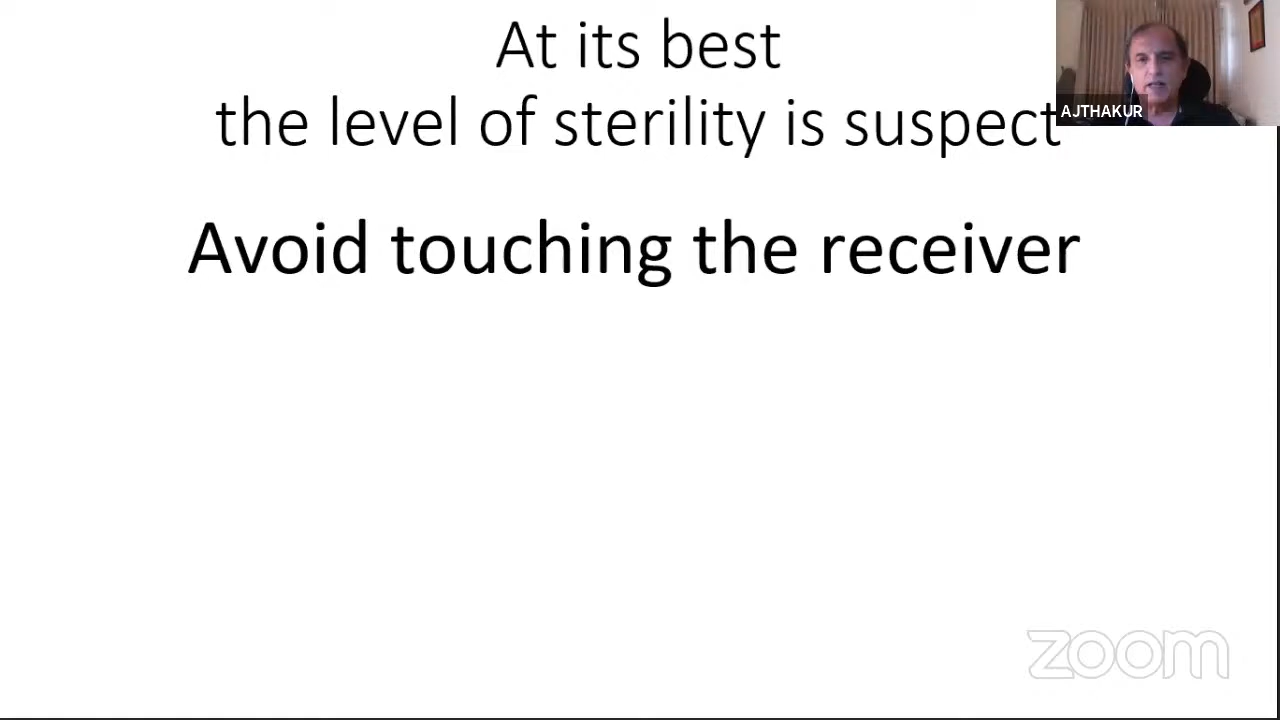 At its best
the level of sterility is suspect
AJTHAKUR
Avoid touching the receiver
zoom